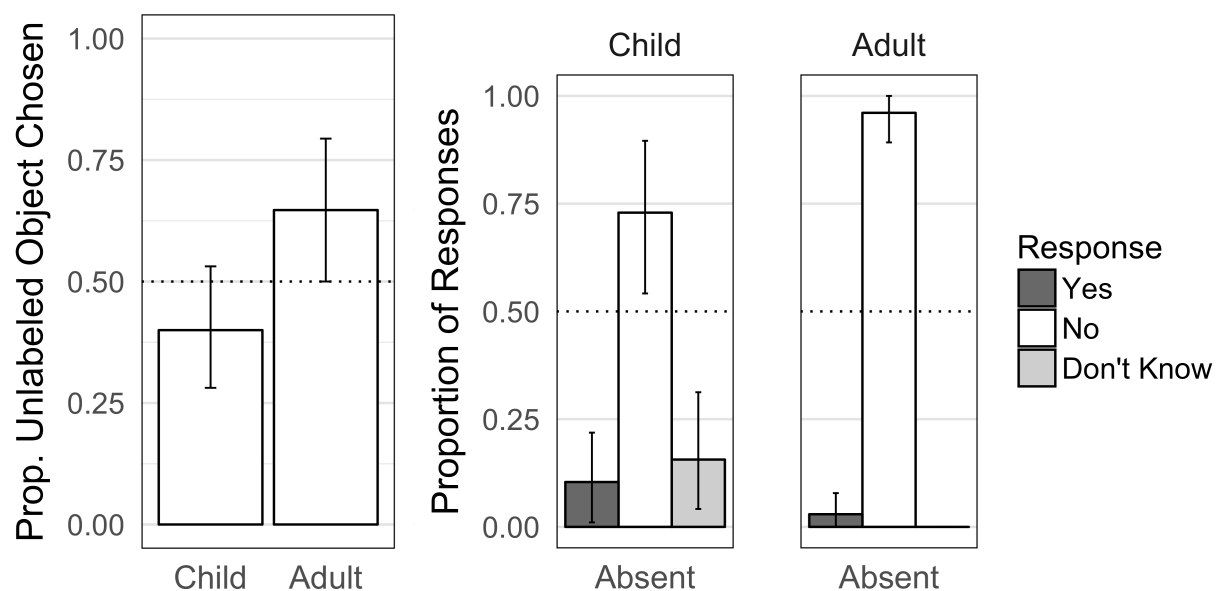 Prop. Unlabeled Object Chosen
1.00
0.75
0.50
0.25
0.00
Child Adult
Proportion of Responses
Child
Adult
1.00
0.75
0.50
0.25
0.00
Absent
Absent
Response
Yes
No
Don't Know